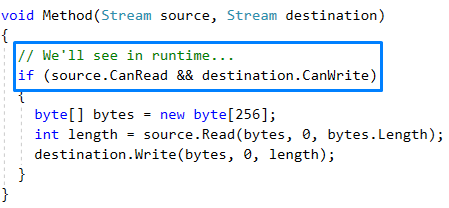 void Method(Stream source, Stream destination)
{
// We'll see in runtime...
if (source.CanRead && destination.CanWrite)
{
byte[] bytes = new byte[256];
int length = source.Read(bytes, 0, bytes.Length);
destination.Write(bytes, 0, length);
}
}